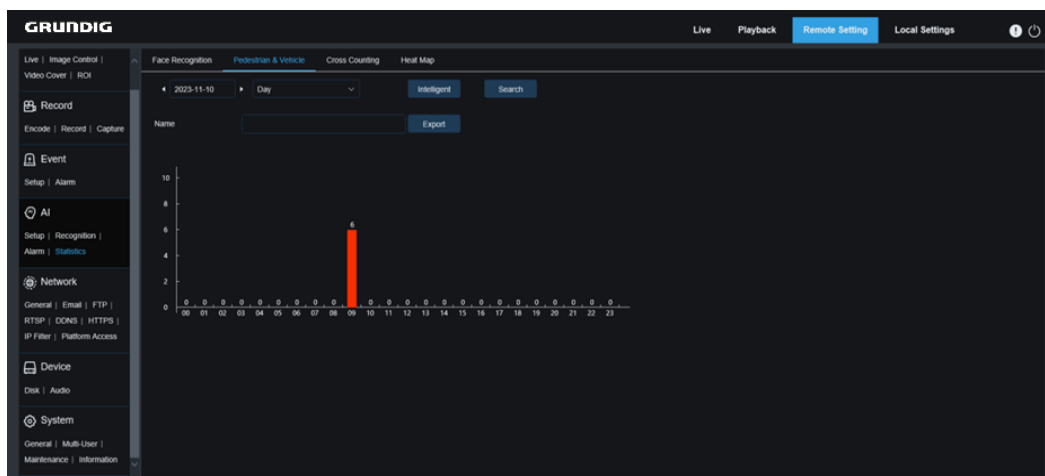 GRUNDIG
Live Playback Remote Setting Local Settings
Live | Image Control |
Video Cover | ROI
Record
Encode | Record | Capture
Event
Setup | Alarm
AI
Setup | Recognition |
Alarm | Statistics
Network
General | Email | FTP |
RTSP | DDNS | HTTPS |
IP Filter | Platform Access
Device
Disk | Audio
System
General | Multi-User |
Maintenance | Information
Face Recognition Pedestrian & Vehicle Cross Counting Heat Map
2023-11-10 Day Intelligent Search
Name Export
10
8
6
4
2
0
6
0 0 0 0 0 0 0 0 0 0 0 0 0 0 0 0 0 0 0 0 0 0 0
00 01 02 03 04 05 06 07 08 09 10 11 12 13 14 15 16 17 18 19 20 21 22 23